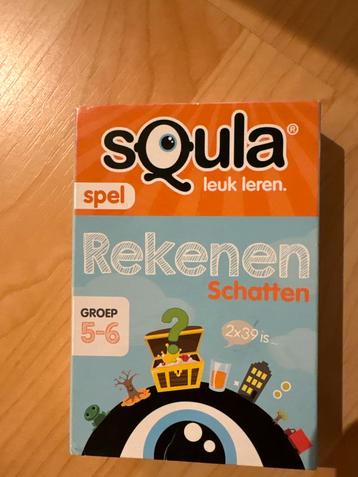 sQula®
leuk leren.
spel
Rekenen
Schatten
GROEP
5-6
?
2x39 is ...